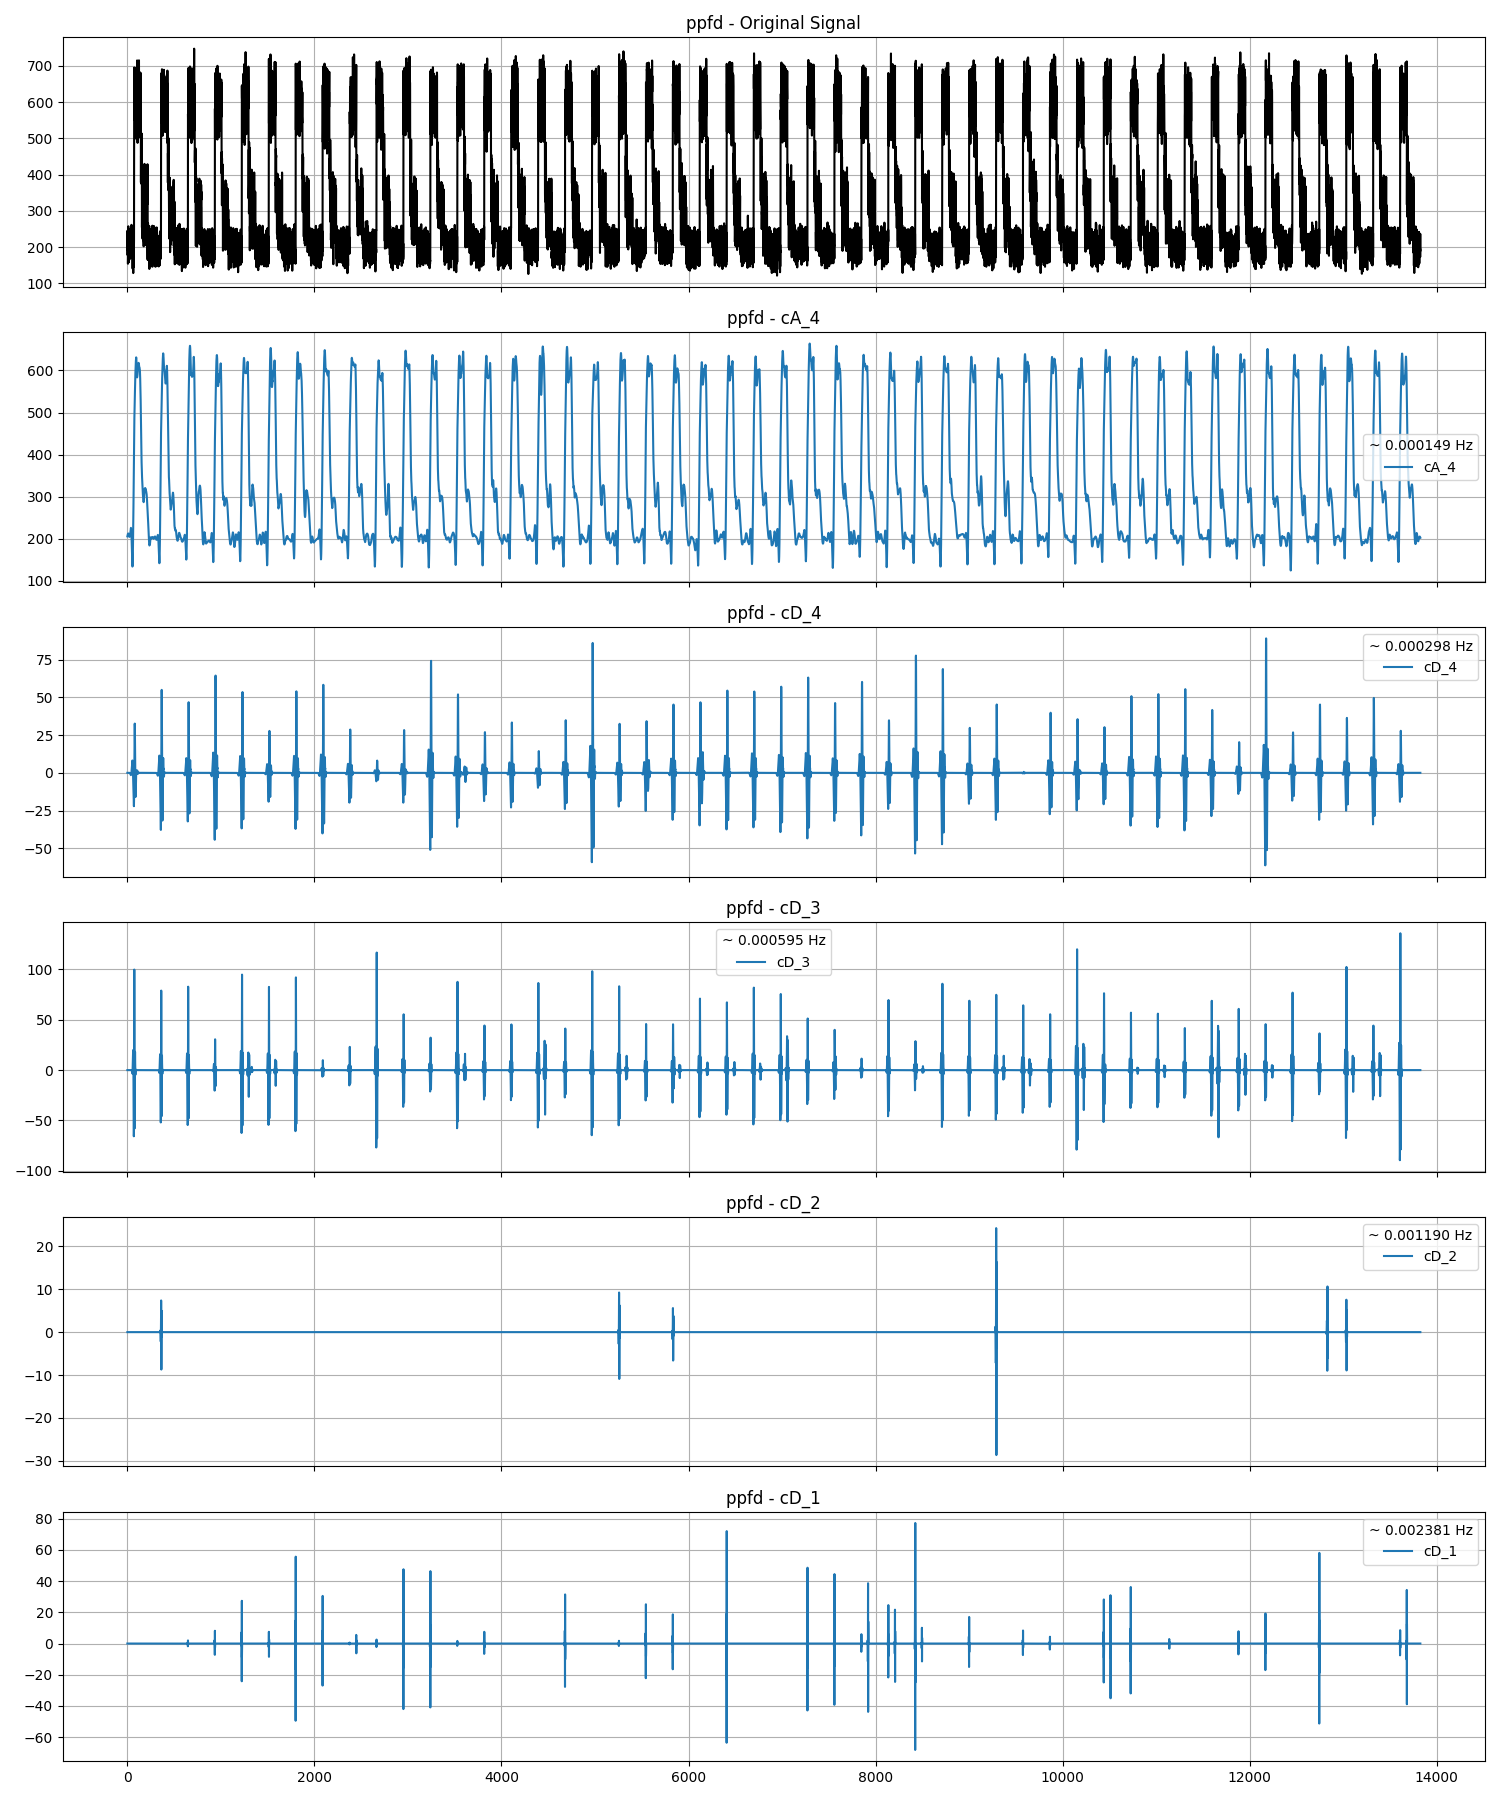 ppfd - Original Signal
700
600
500
400
300
200
100
ppfd - cA_4
600
500
400
300
200
100
~ 0.000149 Hz
cA_4
ppfd - cD_4
75
50
25
0
−25
−50
~ 0.000298 Hz
cD_4
ppfd - cD_3
100
50
0
−50
−100
~ 0.000595 Hz
cD_3
ppfd - cD_2
20
10
0
−10
−20
−30
~ 0.001190 Hz
cD_2
ppfd - cD_1
80
60
40
20
0
−20
−40
−60
~ 0.002381 Hz
cD_1
0 2000 4000 6000 8000 10000 12000 14000